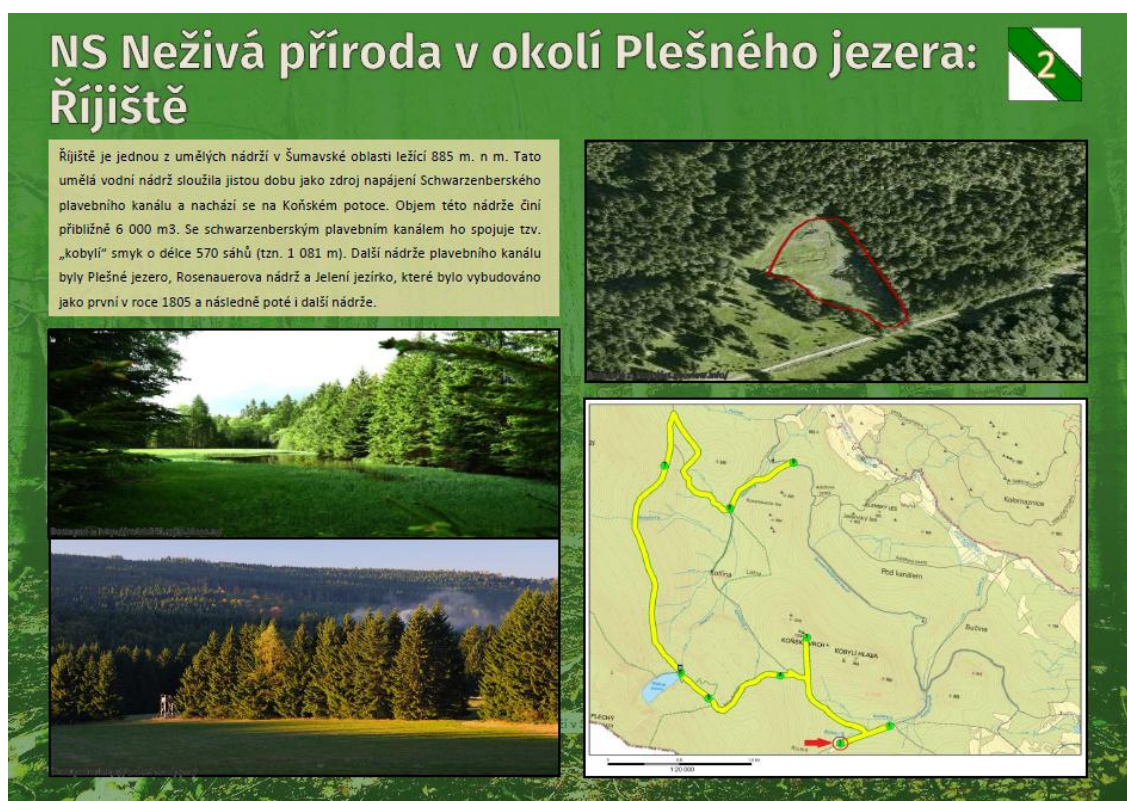 NS Neživá příroda v okolí Plešného jezera:
Říjiště
2
Říjiště je jednou z umělých nádrží v Šumavské oblasti ležící 885 m. n m. Tato
umělá vodní nádrž sloužila jistou dobu jako zdroj napájení Schwarzenberského
plavebního kanálu a nachází se na Koňském potoce. Objem této nádrže činí
přibližně 6 000 m3. Se schwarzenberským plavebním kanálem ho spojuje tzv.
„kobylí“ smyk o délce 570 sáhů (tzn. 1 081 m). Další nádrže plavebního kanálu
byly Plešné jezero, Rosenauerova nádrž a Jelení jezírko, které bylo vybudováno
jako první v roce 1805 a následně poté i další nádrže.
Kolomaznice
Pod kanálem
Bučina
KOBYLÍ HLAVA
PLECHÝ
1:20 000